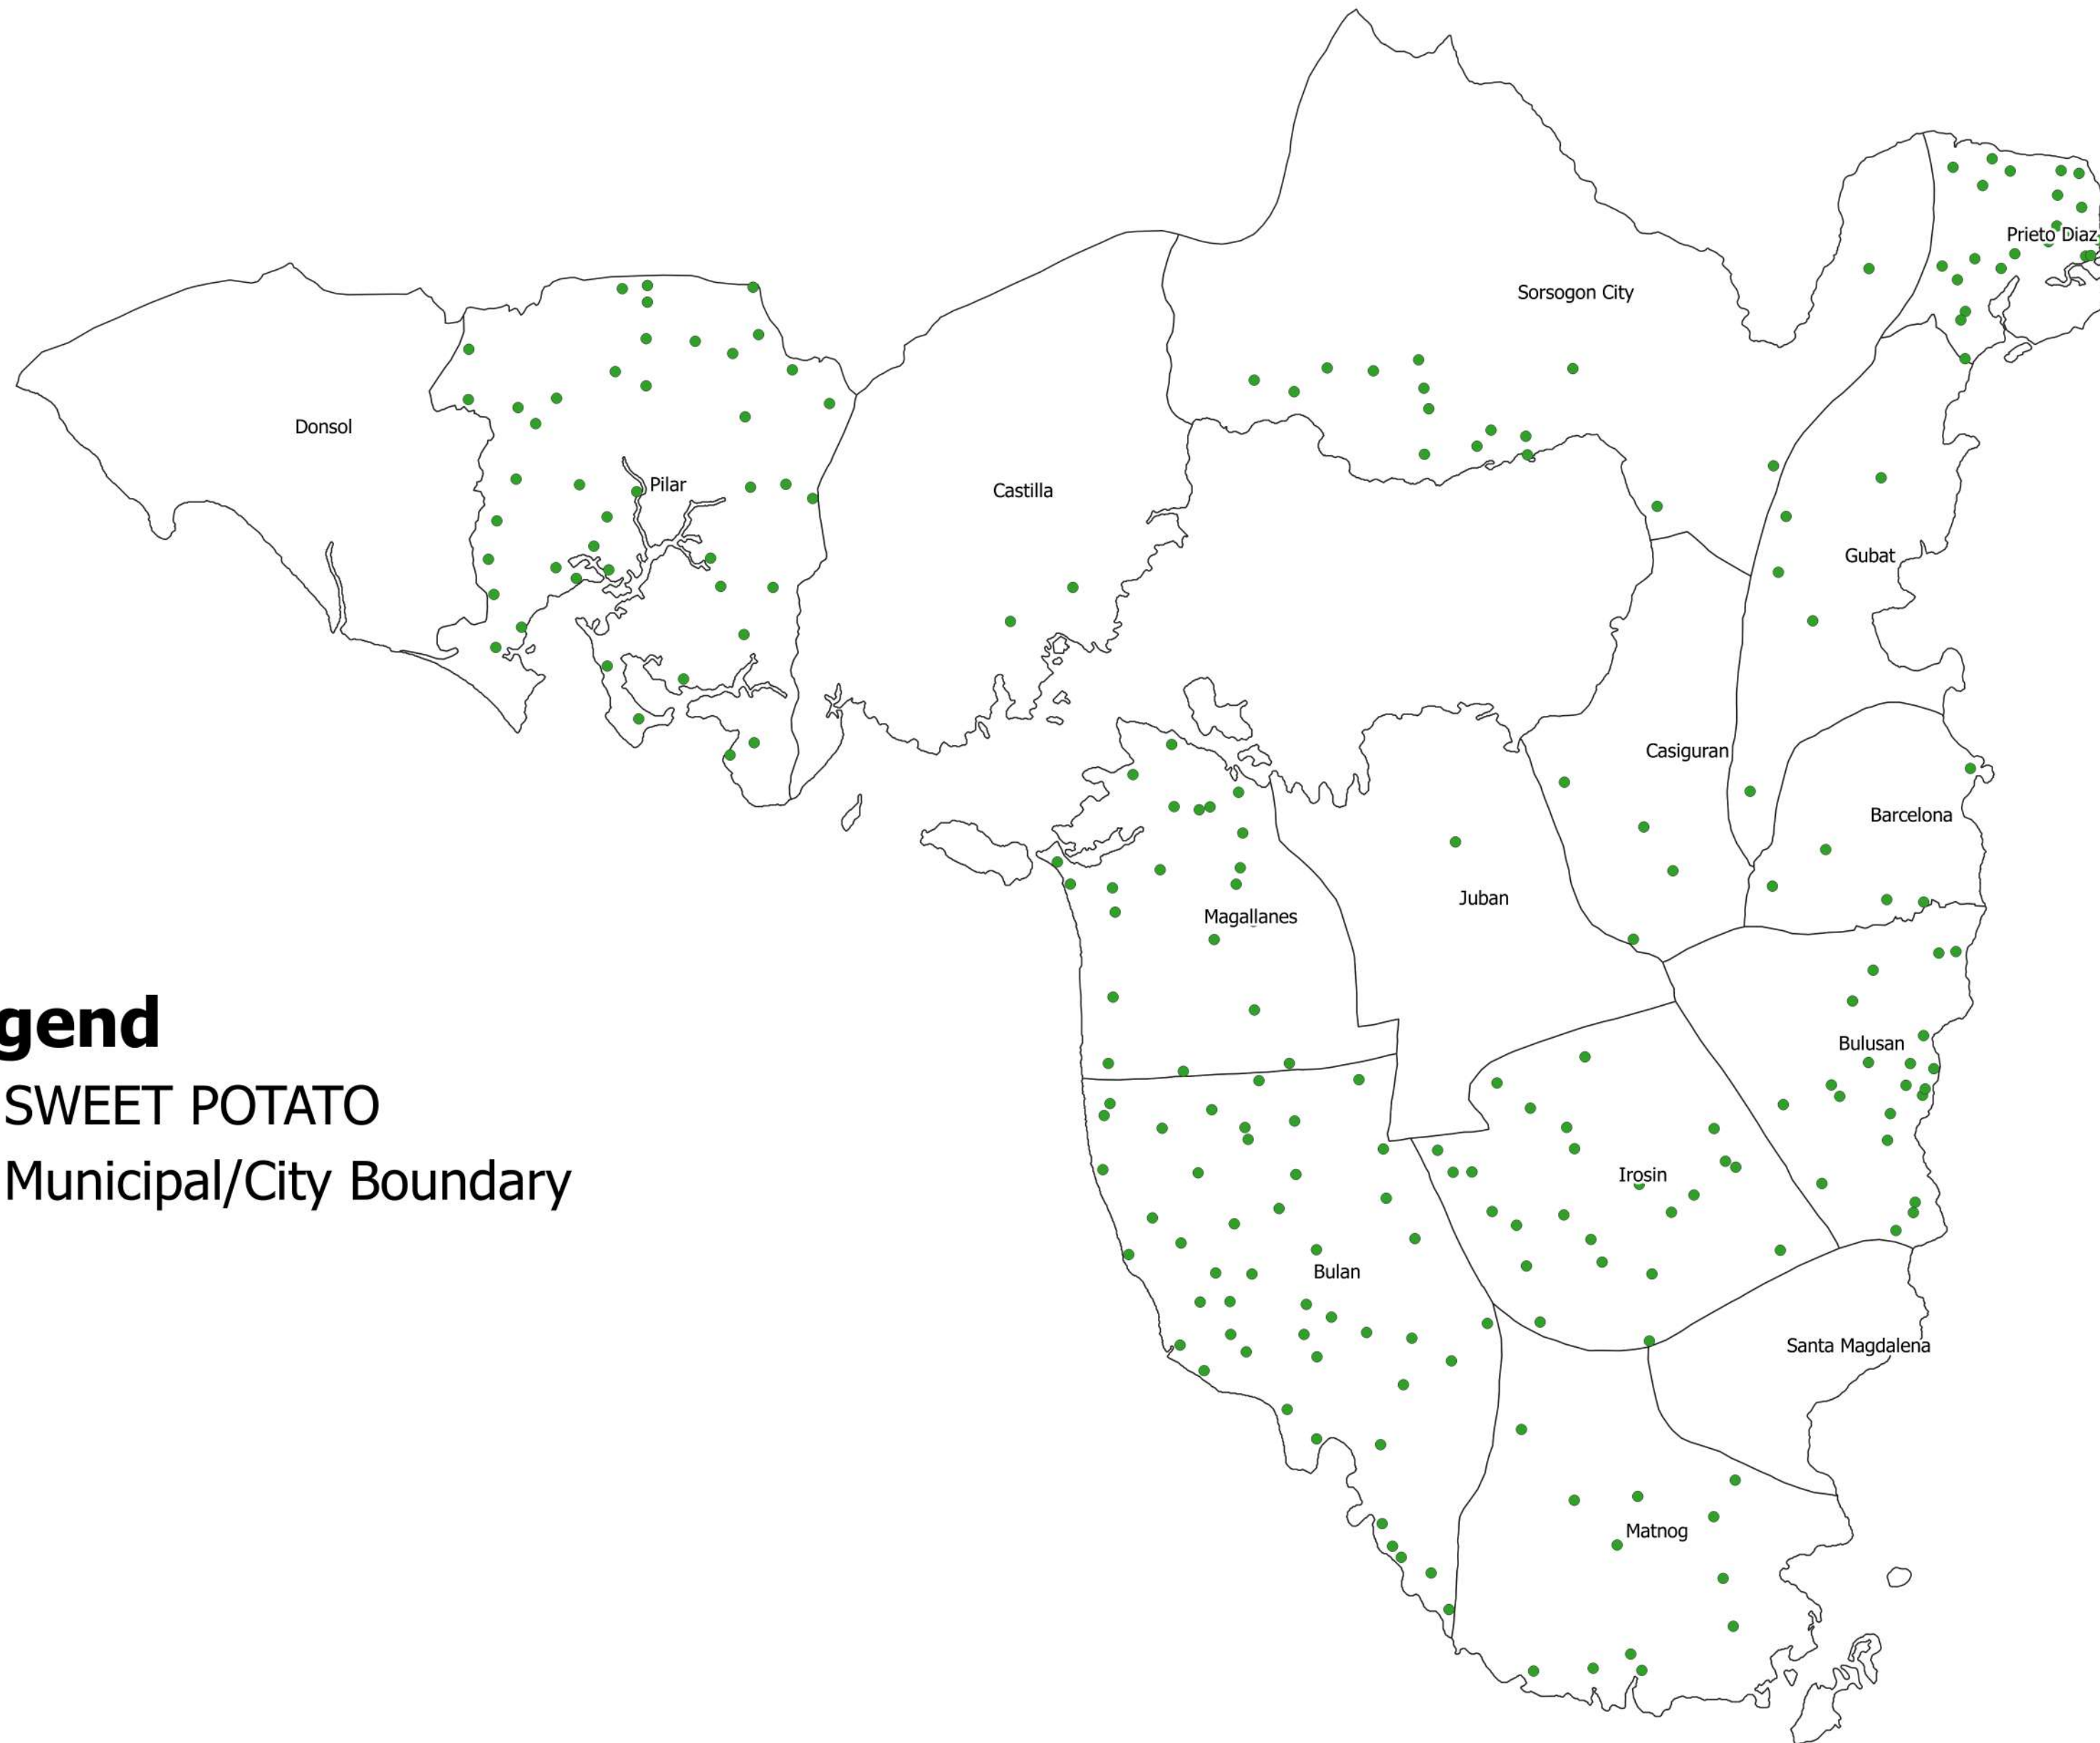 Prieto Diaz
Sorsogon City
Donsol
Pilar
Castilla
Gubat
Casiguran
Barcelona
Juban
Magallanes
gend
SWEET POTATO
Municipal/City Boundary
Bulusan
Irosin
Bulan
Santa Magdalena
Matnog